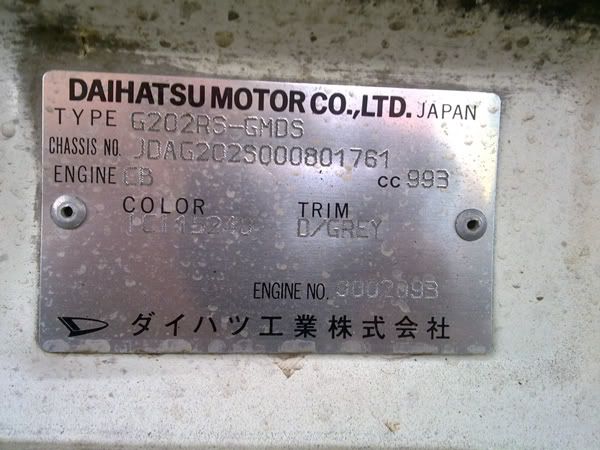 DAIHATSU MOTOR CO.,LTD. JAPAN
TYPE G202RS-GMDS
CHASSIS NO. JDAG202S000801761
ENGINE CB CC 993
COLOR TRIM
D/GREY
ENGINE NO.
ダイハツ工業株式会社